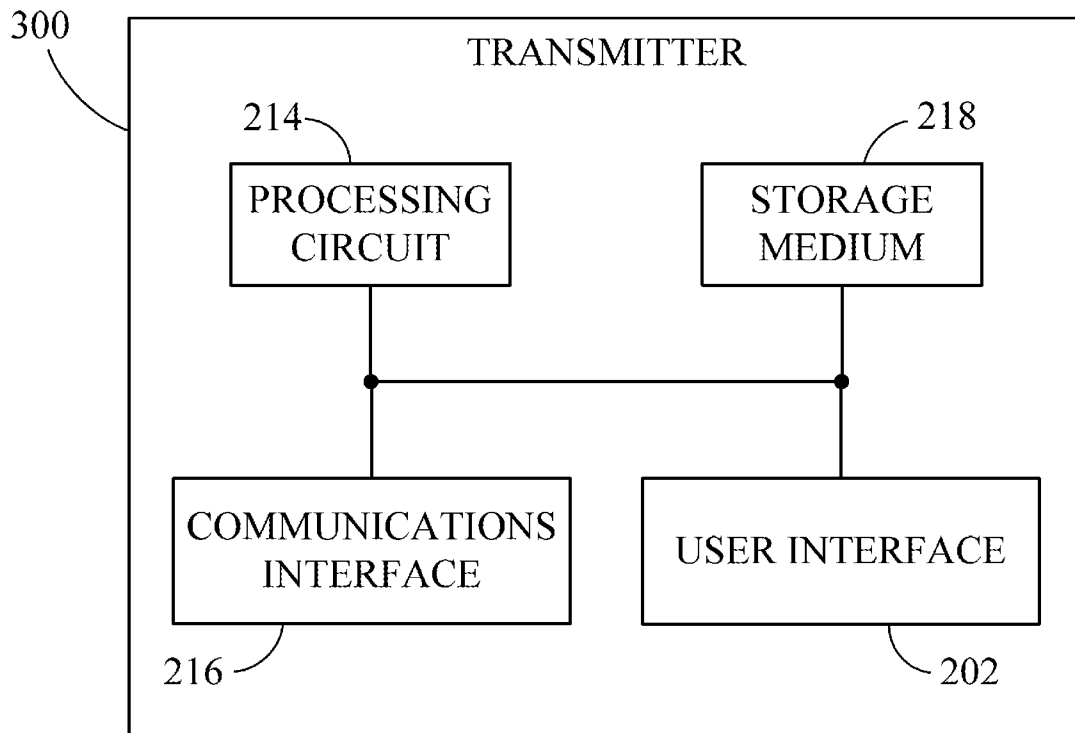 300
TRANSMITTER
214
218
PROCESSING
CIRCUIT
STORAGE
MEDIUM
COMMUNICATIONS
INTERFACE
USER INTERFACE
216
202